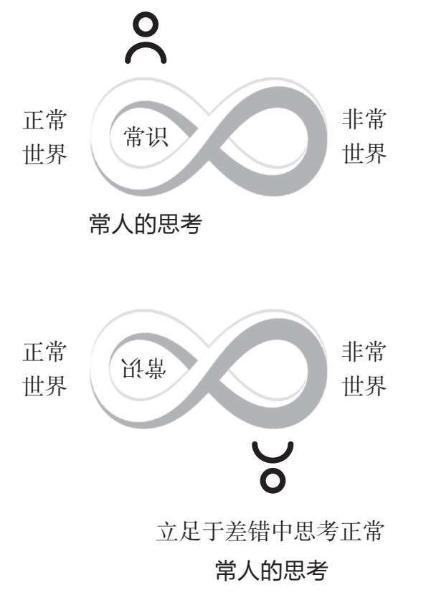 正常
世界
常识
非常
世界
常人的思考
正常
世界
常识
非常
世界
立足于差错中思考正常
常人的思考